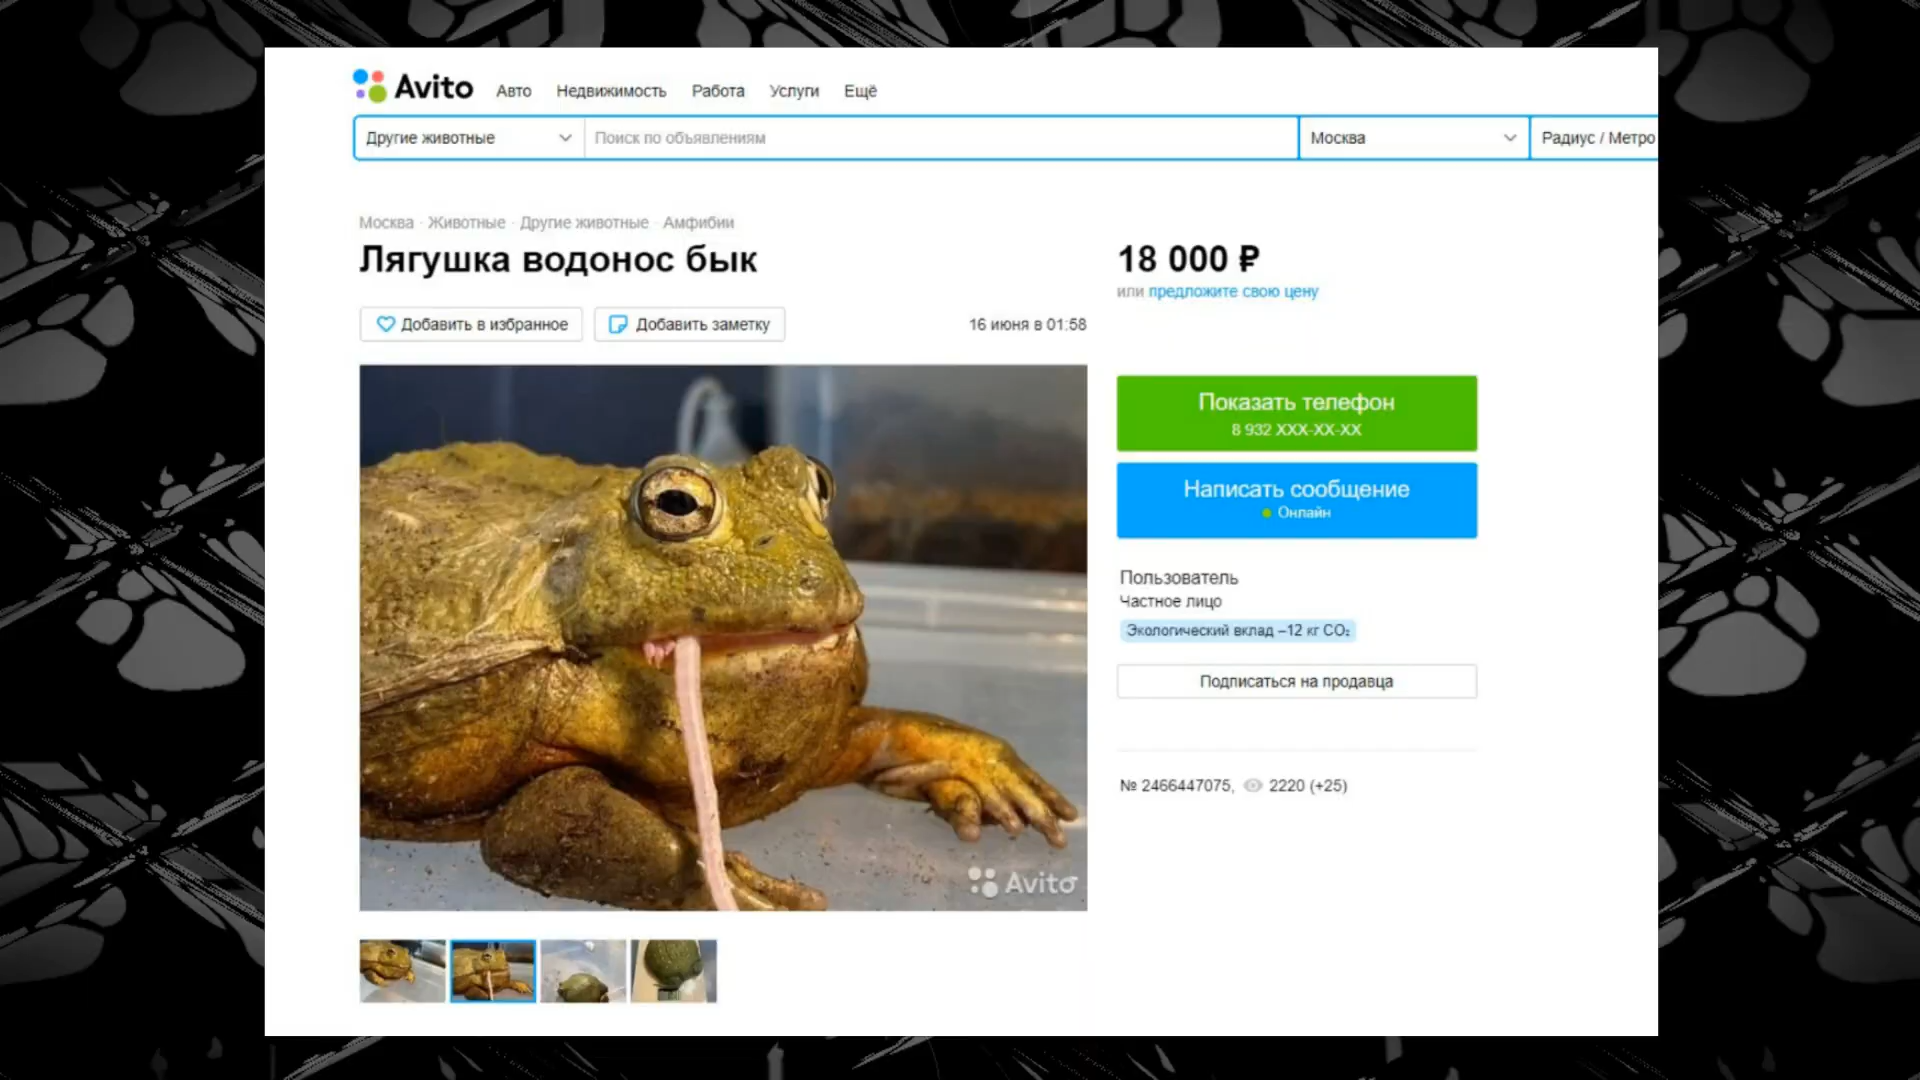 Avito Авто Недвижимость Работа Услуги Ещё
Другие животные Поиск по объявлениям Москва Радиус / Метро
Москва · Животные · Другие животные · Амфибии
Лягушка водонос бык
18 000 ₽
или предложите свою цену
Добавить в избранное Добавить заметку 16 июня в 01:58
Показать телефон
8 932 XXX-XX-XX
Написать сообщение
Онлайн
Пользователь
Частное лицо
Экологический вклад –12 кг CO₂
Подписаться на продавца
№ 2466447075, 2220 (+25)
Avito